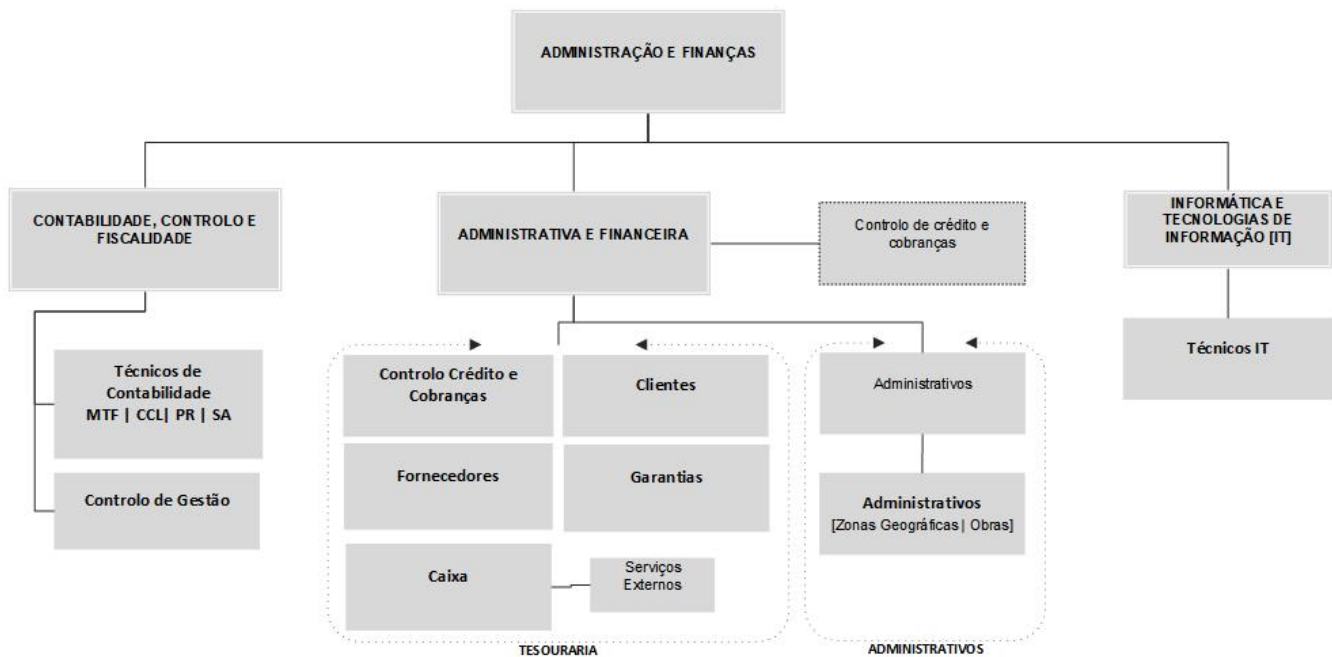 ADMINISTRAÇÃO E FINANÇAS
CONTABILIDADE, CONTROLO E
FISCALIDADE
ADMINISTRATIVA E FINANCEIRA
Controlo de crédito e
cobranças
INFORMÁTICA E
TECNOLOGIAS DE
INFORMAÇÃO [IT]
Técnicos de
Contabilidade
MTF | CCL| PR | SA
Controlo de Gestão
Controlo Crédito e
Cobranças
Clientes
Fornecedores
Garantias
Caixa
Serviços
Externos
TESOURARIA
Administrativos
Administrativos
[Zonas Geográficas | Obras]
ADMINISTRATIVOS
Técnicos IT